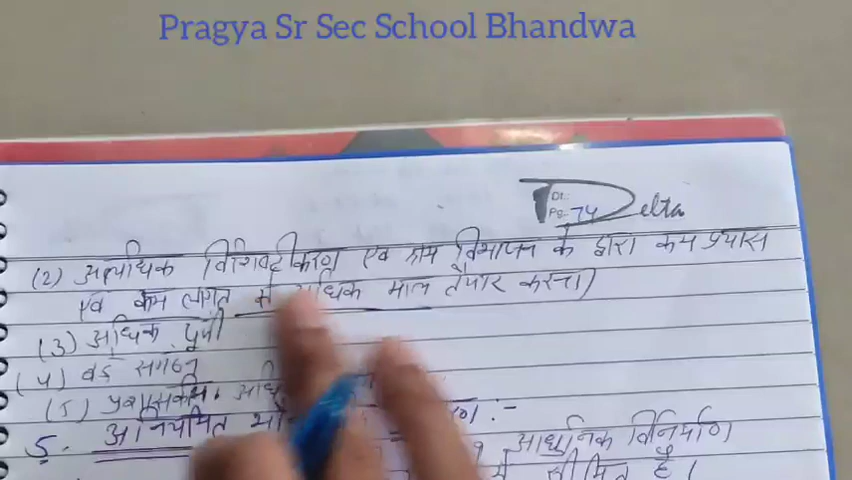 Pragya Sr Sec School Bhandwa
Dt.
Pg.- 74
Delta
(2) अत्यधिक विशिष्टीकरण एवं श्रम विभाजन के द्वारा कम प्रयास
एवं कम लागत से अधिक माल तैयार करना)
(3) अधिक पूंजी
(4) बड़े संगठन
(5) प्रशासकीय
5. अनियमित :-
आधुनिक विनिर्माण
में सीमित है।